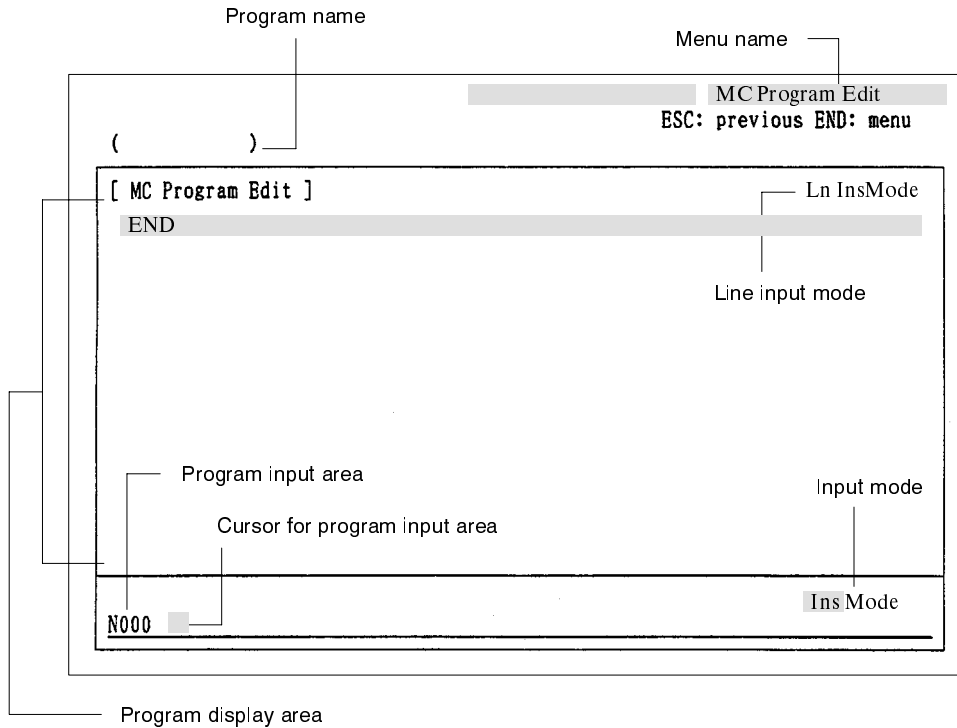 Program name
Menu name
MC Program Edit
ESC: previous END: menu
( )
[ MC Program Edit ]
Ln InsMode
END
Line input mode
Program input area
Input mode
Cursor for program input area
Ins Mode
N000
Program display area